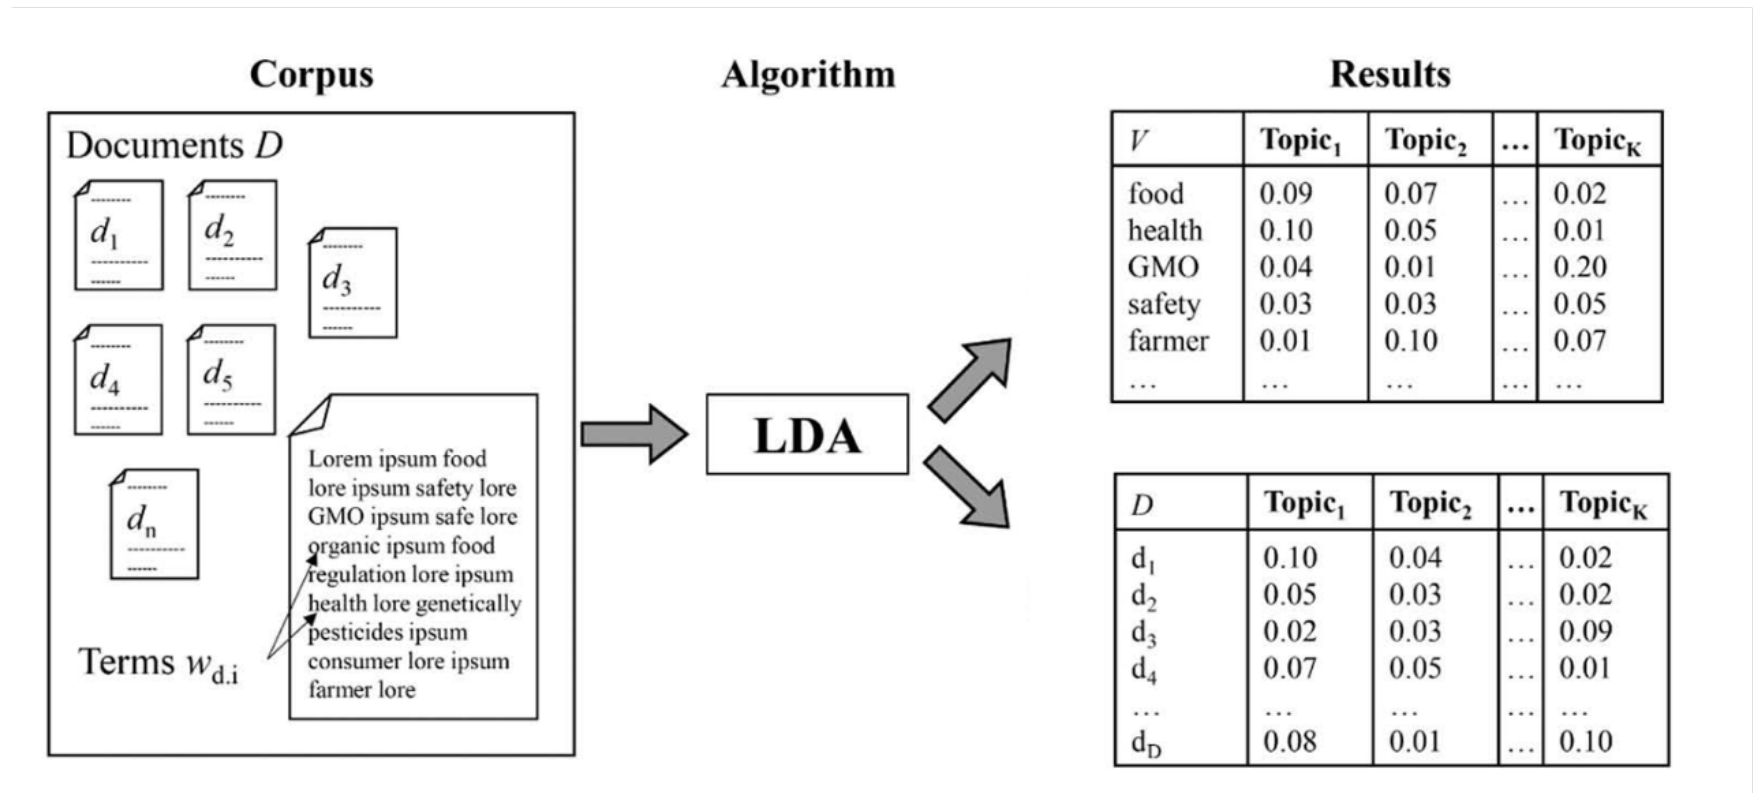 Corpus
Algorithm
Results
Documents D
d1
d2
d3
d4
d5
dn
Lorem ipsum food
lore ipsum safety lore
GMO ipsum safe lore
organic ipsum food
regulation lore ipsum
health lore genetically
pesticides ipsum
consumer lore ipsum
farmer lore
Terms wd.i
LDA
V Topic1 Topic2 ... TopicK
food 0.09 0.07 ... 0.02
health 0.10 0.05 ... 0.01
GMO 0.04 0.01 ... 0.20
safety 0.03 0.03 ... 0.05
farmer 0.01 0.10 ... 0.07
... ... ... ... ...
D Topic1 Topic2 ... TopicK
d1 0.10 0.04 ... 0.02
d2 0.05 0.03 ... 0.02
d3 0.02 0.03 ... 0.09
d4 0.07 0.05 ... 0.01
... ... ... ... ...
dD 0.08 0.01 ... 0.10